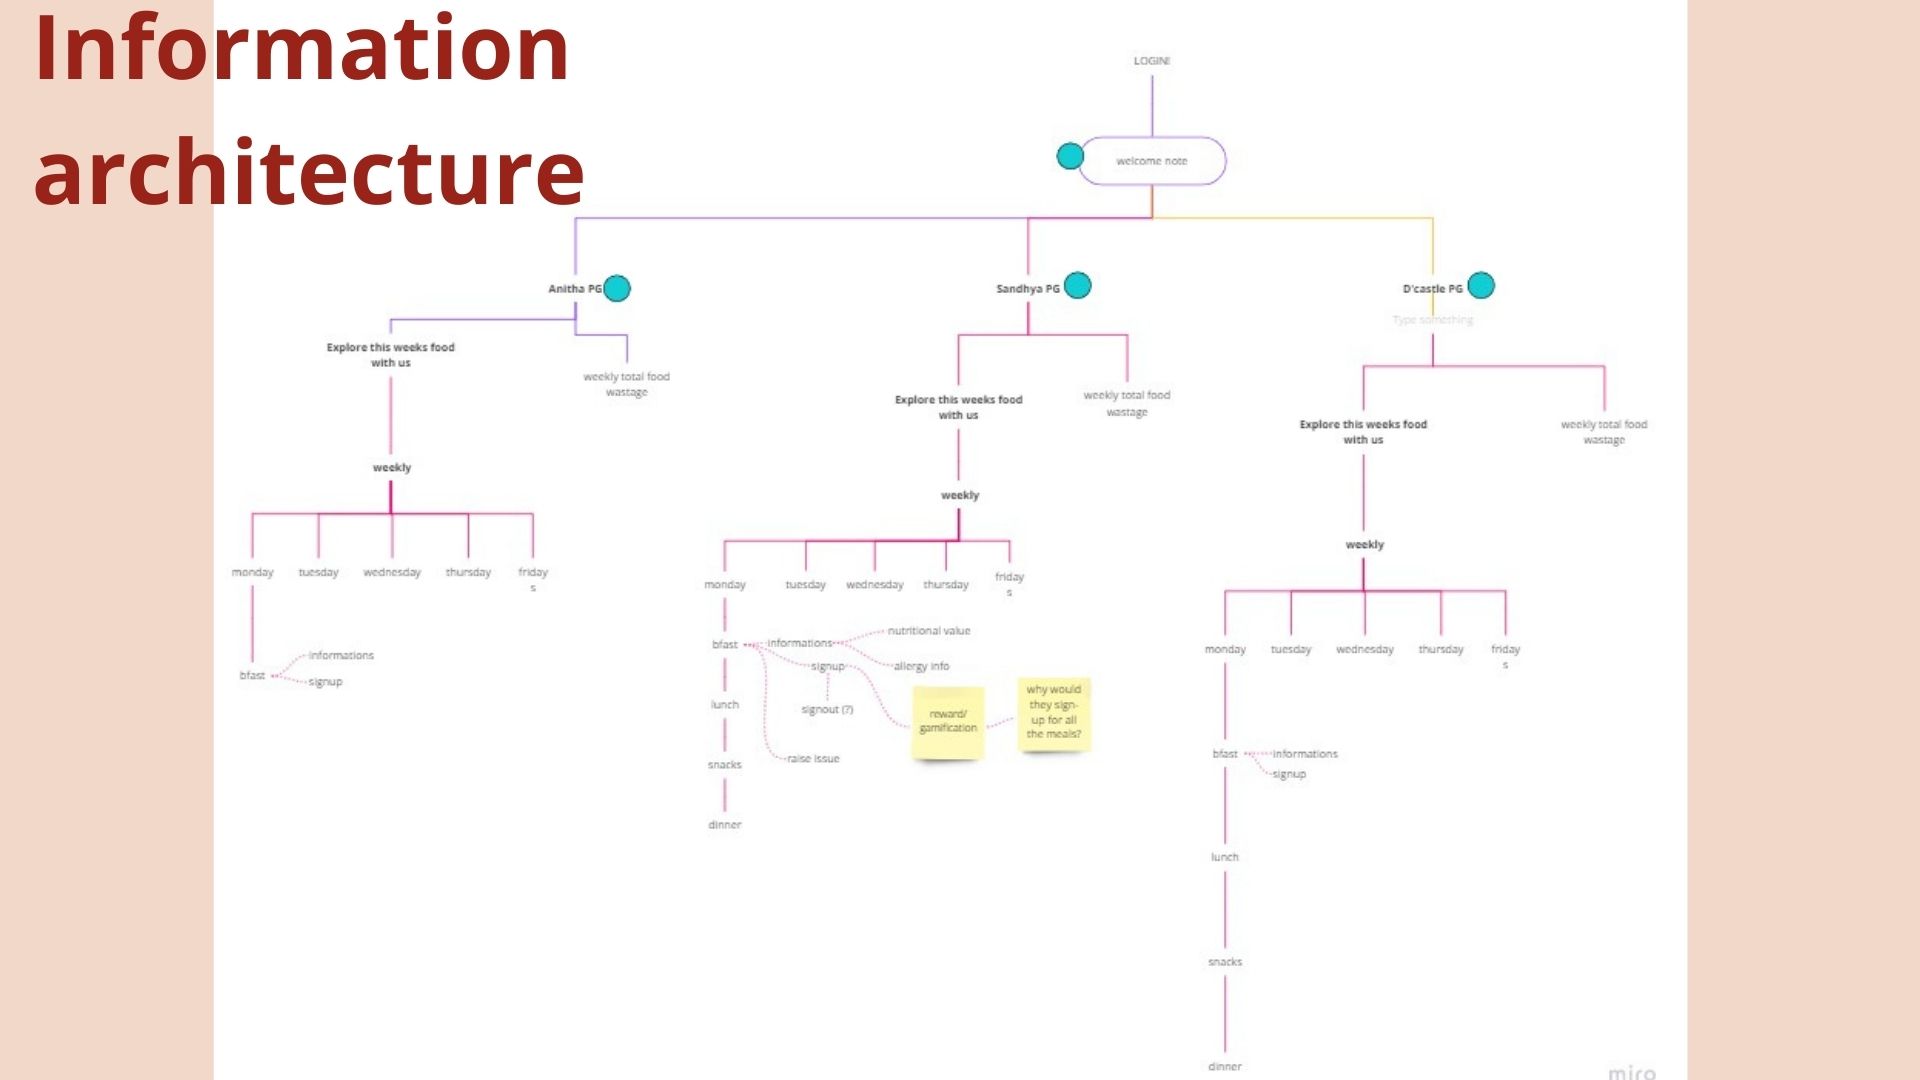 Information
architecture
LOGIN!
welcome note
Anitha PG
Explore this weeks food
with us
weekly total food
wastage
weekly
monday
tuesday
wednesday
thursday
friday
s
bfast
informations
signup
Sandhya PG
Explore this weeks food
with us
weekly total food
wastage
weekly
monday
tuesday
wednesday
thursday
friday
s
bfast
informations
nutritional value
allergy info
signup
signout (?)
reward/
gamification
why would
they sign-
up for all
the meals?
raise issue
lunch
snacks
dinner
D'castle PG
Type something
Explore this weeks food
with us
weekly total food
wastage
weekly
monday
tuesday
wednesday
thursday
friday
s
bfast
informations
signup
lunch
snacks
dinner
miro